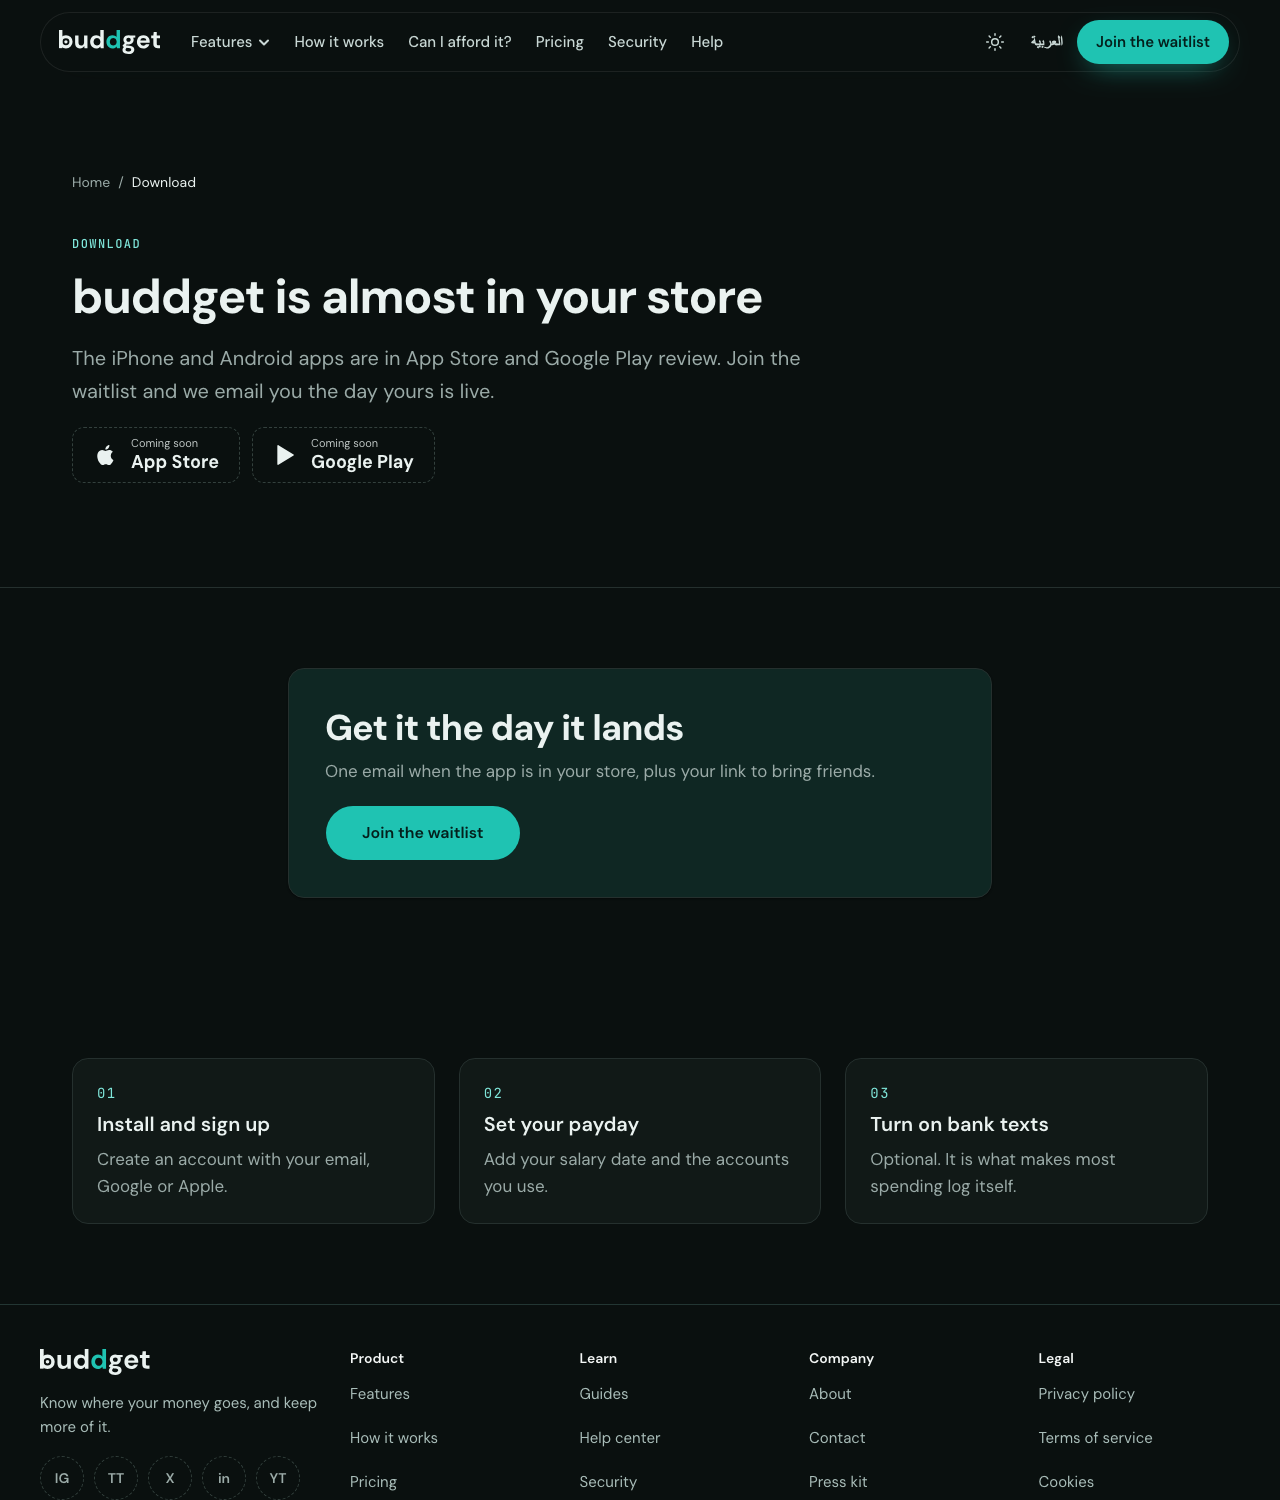 buddget
Features
How it works
Can I afford it?
Pricing
Security
Help
العربية
Join the waitlist
Home / Download
DOWNLOAD
buddget is almost in your store
The iPhone and Android apps are in App Store and Google Play review. Join the
waitlist and we email you the day yours is live.
Coming soon
App Store
Coming soon
Google Play
Get it the day it lands
One email when the app is in your store, plus your link to bring friends.
Join the waitlist
01
Install and sign up
Create an account with your email,
Google or Apple.
02
Set your payday
Add your salary date and the accounts
you use.
03
Turn on bank texts
Optional. It is what makes most
spending log itself.
buddget
Know where your money goes, and keep
more of it.
IG
TT
X
in
YT
Product
Features
How it works
Pricing
Learn
Guides
Help center
Security
Company
About
Contact
Press kit
Legal
Privacy policy
Terms of service
Cookies